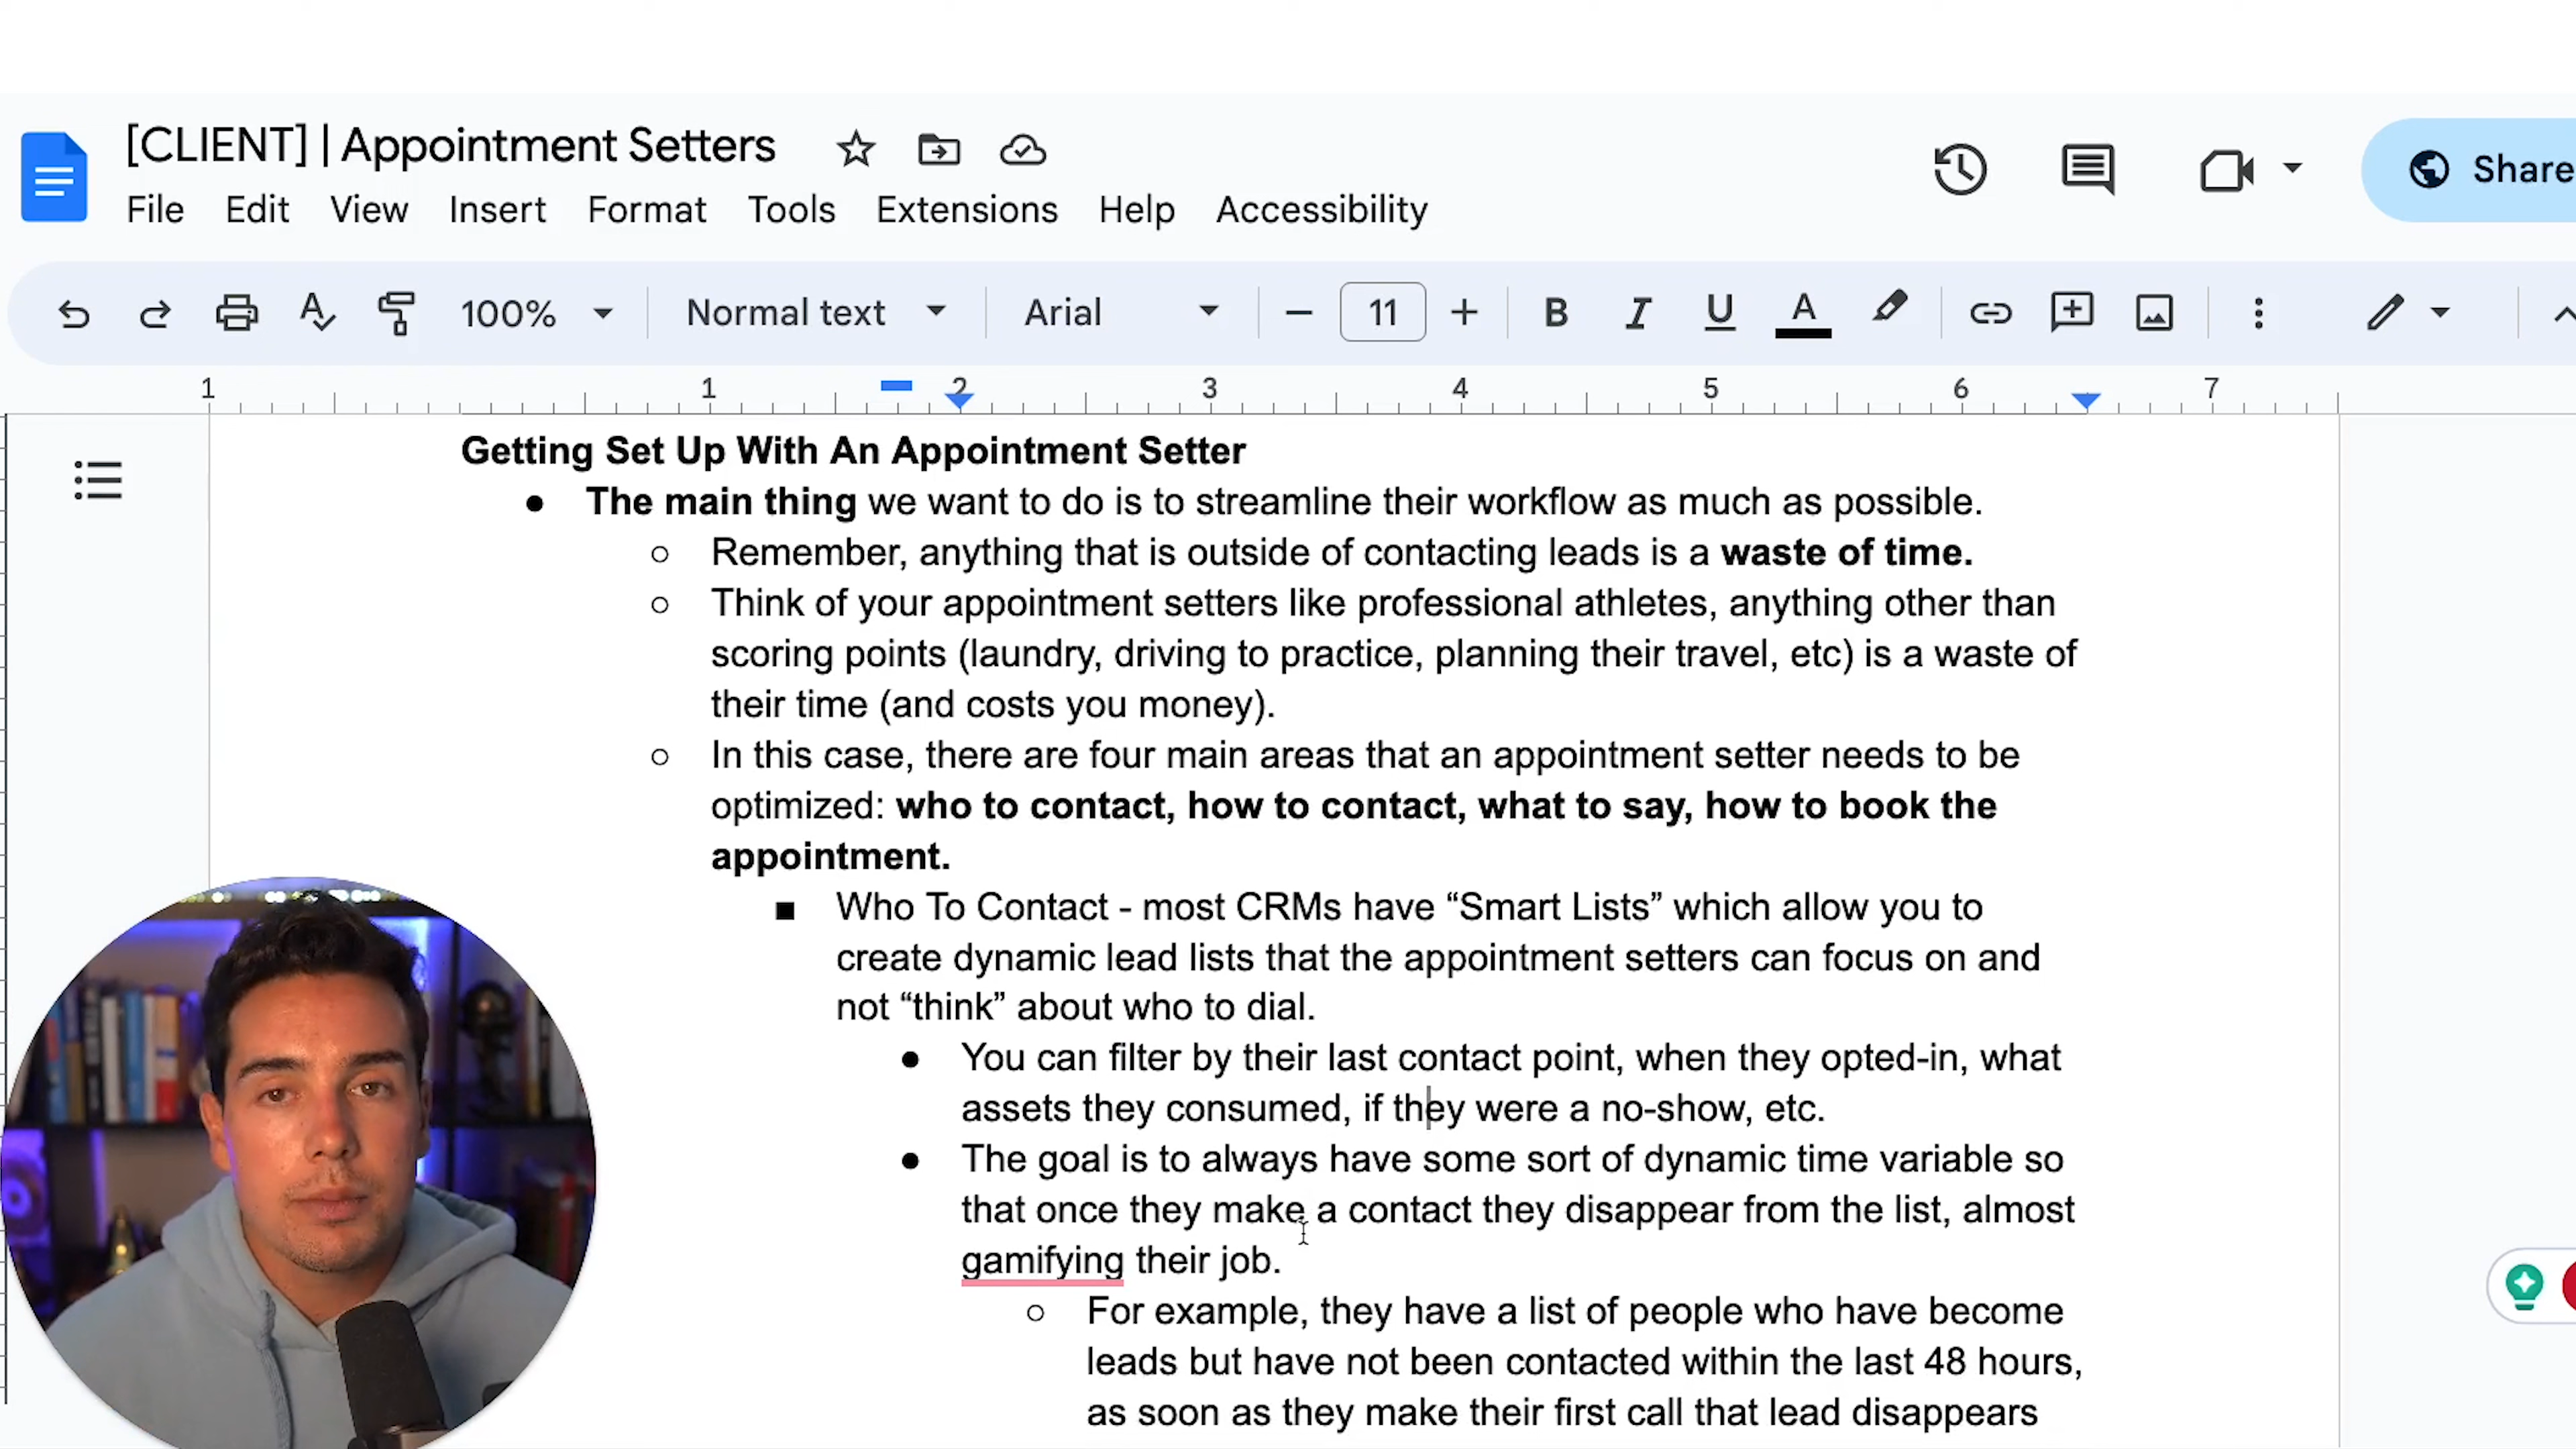 [CLIENT] | Appointment Setters
File Edit View Insert Format Tools Extensions Help Accessibility
Share
100% Normal text Arial 11 B I U A
1 1 2 3 4 5 6 7
Getting Set Up With An Appointment Setter
● The main thing we want to do is to streamline their workflow as much as possible.
○ Remember, anything that is outside of contacting leads is a waste of time.
○ Think of your appointment setters like professional athletes, anything other than
scoring points (laundry, driving to practice, planning their travel, etc) is a waste of
their time (and costs you money).
○ In this case, there are four main areas that an appointment setter needs to be
optimized: who to contact, how to contact, what to say, how to book the
appointment.
■ Who To Contact - most CRMs have “Smart Lists” which allow you to
create dynamic lead lists that the appointment setters can focus on and
not “think” about who to dial.
● You can filter by their last contact point, when they opted-in, what
assets they consumed, if they were a no-show, etc.
● The goal is to always have some sort of dynamic time variable so
that once they make a contact they disappear from the list, almost
gamifying their job.
○ For example, they have a list of people who have become
leads but have not been contacted within the last 48 hours,
as soon as they make their first call that lead disappears